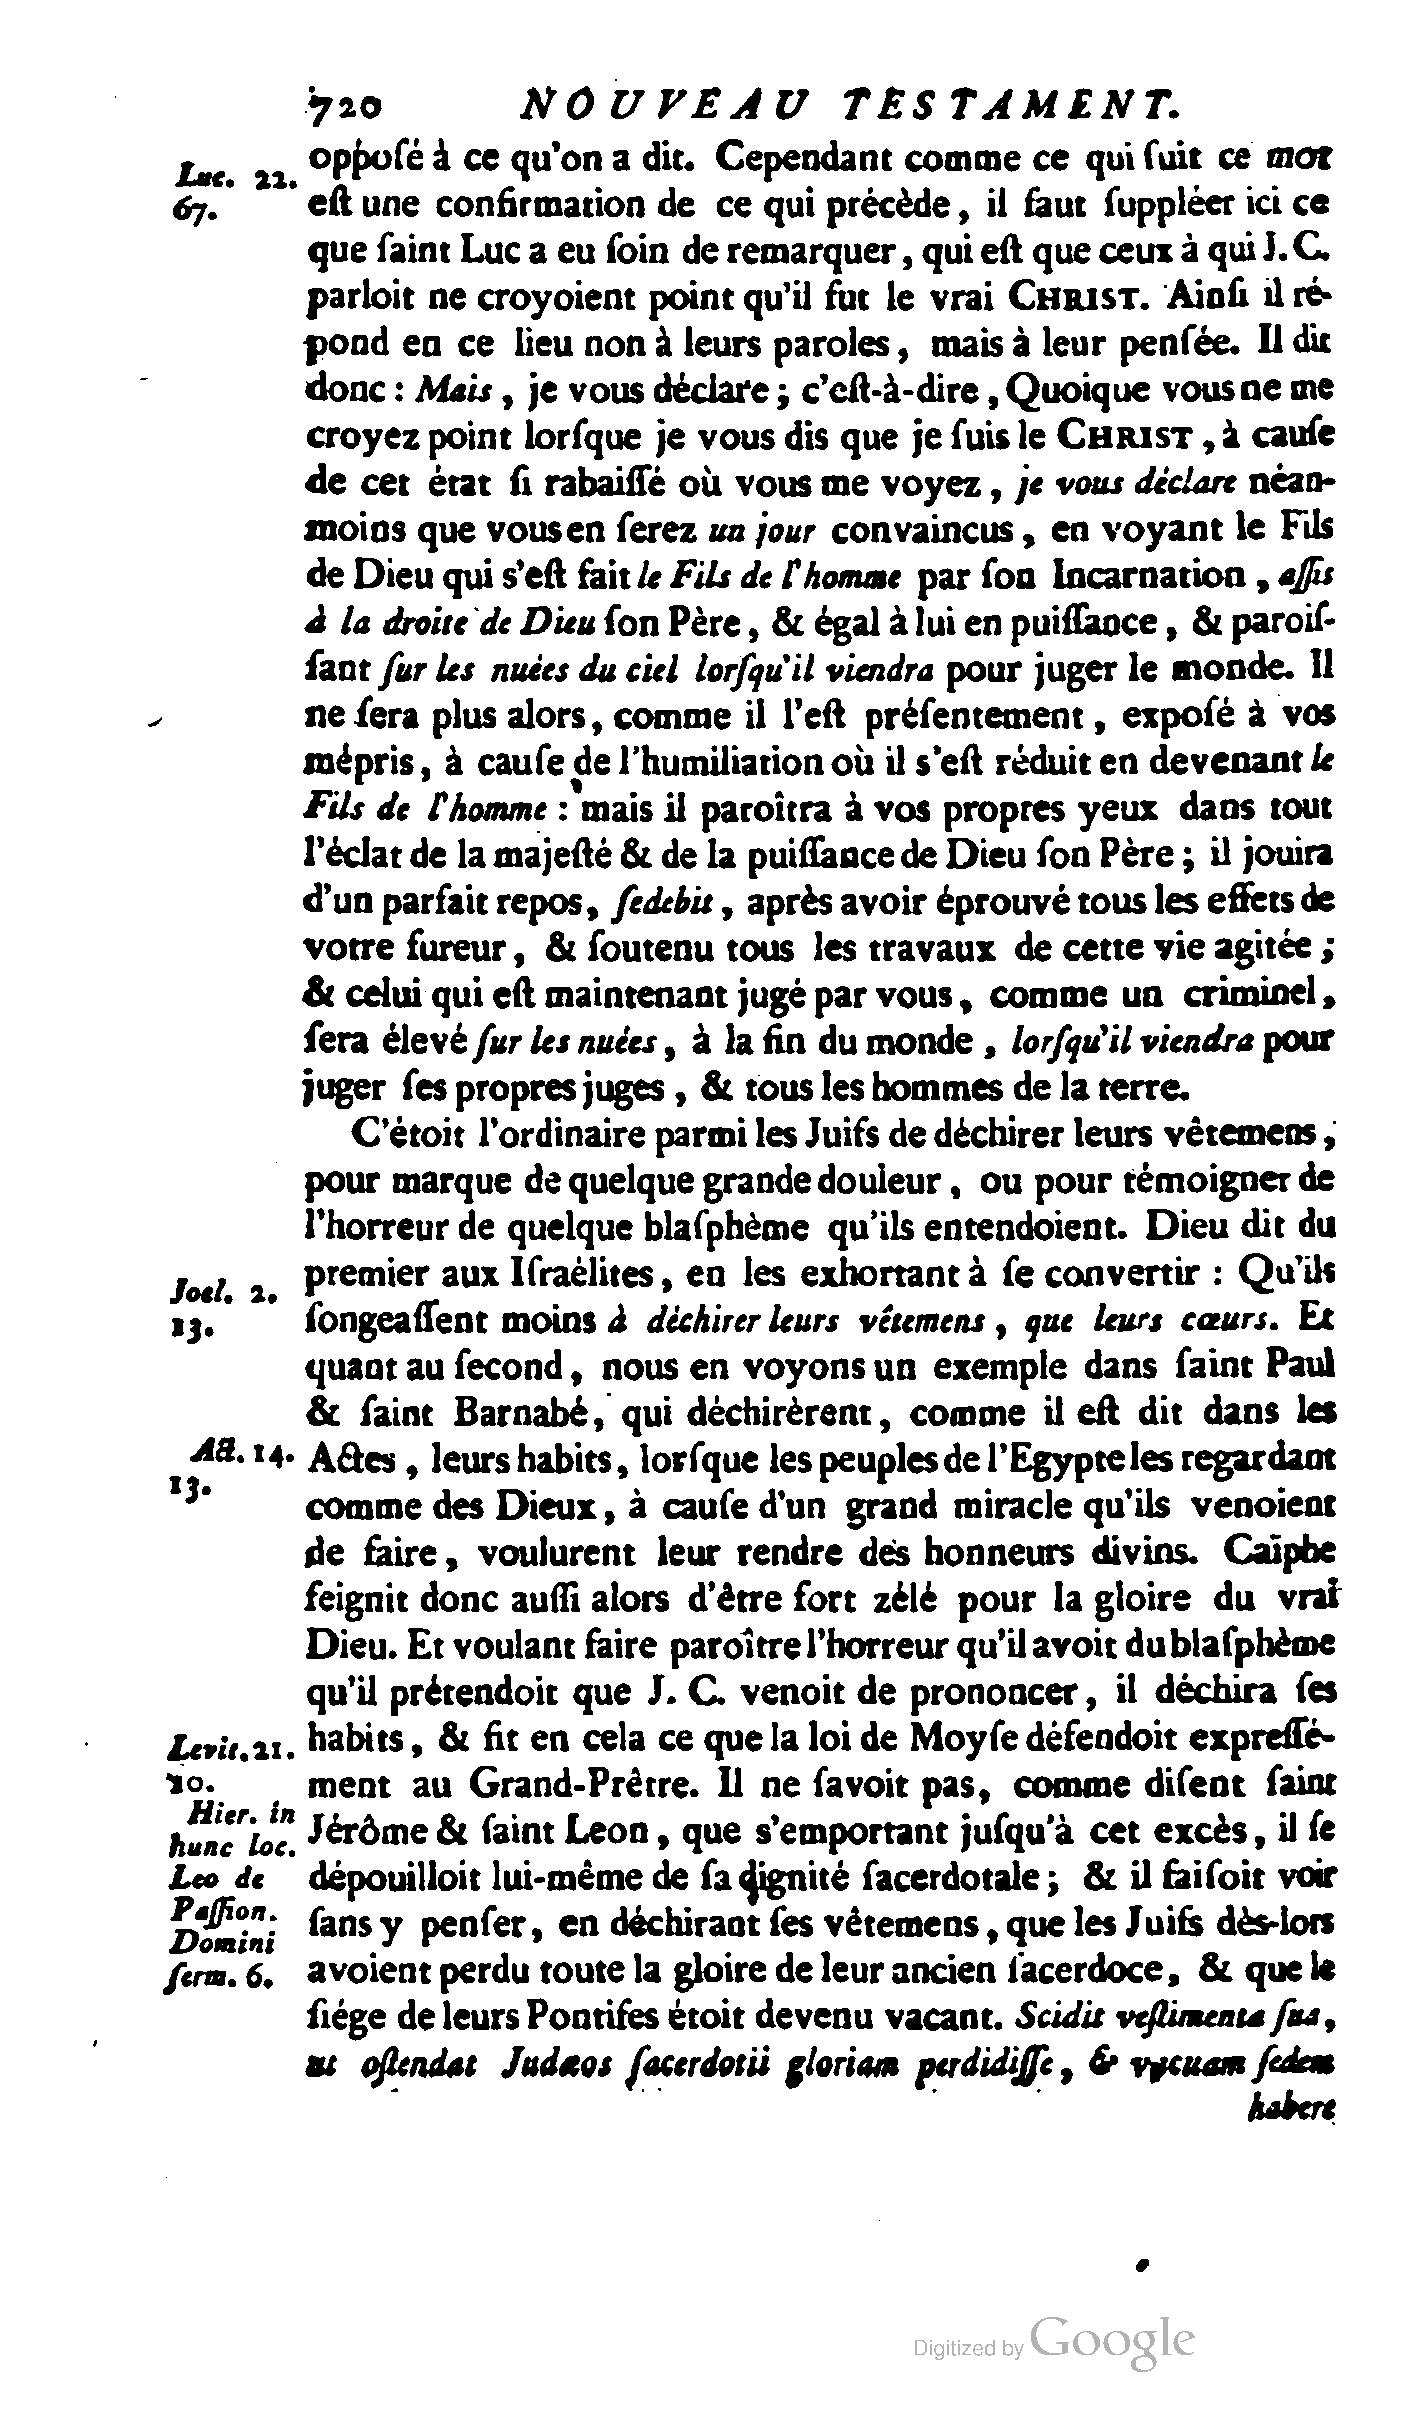 720 NOUVEAU TESTAMENT.
Luc. 22.
67.
opposé à ce qu'on a dit. Cependant comme ce qui ſuit ce mot
eſt une confirmation de ce qui précède, il faut ſuppléer ici ce
que ſaint Luc a eu ſoin de remarquer, qui eſt que ceux à qui J. C.
parloit ne croyoient point qu'il fut le vrai CHRIST. Ainſi il ré-
pond en ce lieu non à leurs paroles, mais à leur penſée. Il dit
donc : Mais, je vous déclare ; c'eſt-à-dire, Quoique vous ne me
croyez point lorſque je vous dis que je ſuis le CHRIST, à cauſe
de cet état ſi rabaiſſé où vous me voyez, je vous déclare néan-
moins que vous en ſerez un jour convaincus, en voyant le Fils
de Dieu qui s'eſt fait le Fils de l'homme par ſon Incarnation, aſſis
à la droite de Dieu ſon Père, & égal à lui en puiſſance, & paroiſ-
ſant ſur les nuées du ciel lorſqu'il viendra pour juger le monde. Il
ne ſera plus alors, comme il l'eſt préſentement, expoſé à vos
mépris, à cauſe de l'humiliation où il s'eſt réduit en devenant le
Fils de l'homme : mais il paroîtra à vos propres yeux dans tout
l'éclat de la majeſté & de la puiſſance de Dieu ſon Père ; il jouira
d'un parfait repos, ſedebit, après avoir éprouvé tous les effets de
votre fureur, & ſoutenu tous les travaux de cette vie agitée ;
& celui qui eſt maintenant jugé par vous, comme un criminel,
ſera élevé ſur les nuées, à la fin du monde, lorſqu'il viendra pour
juger ſes propres juges, & tous les hommes de la terre.
C'étoit l'ordinaire parmi les Juifs de déchirer leurs vêtemens,
pour marque de quelque grande douleur, ou pour témoigner de
l'horreur de quelque blaſphème qu'ils entendoient. Dieu dit du
premier aux Iſraélites, en les exhortant à ſe convertir : Qu'ils
Joel. 2.
13.
ſongeaſſent moins à déchirer leurs vêtemens, que leurs cœurs. Et
quant au ſecond, nous en voyons un exemple dans ſaint Paul
& ſaint Barnabé, qui déchirèrent, comme il eſt dit dans les
Act. 14.
13.
Actes, leurs habits, lorſque les peuples de l'Egypte les regardant
comme des Dieux, à cauſe d'un grand miracle qu'ils venoient
de faire, voulurent leur rendre des honneurs divins. Caïphe
feignit donc auſſi alors d'être fort zélé pour la gloire du vrai
Dieu. Et voulant faire paroître l'horreur qu'il avoit du blaſphème
qu'il prétendoit que J. C. venoit de prononcer, il déchira ſes
Levit. 21.
10.
habits, & fit en cela ce que la loi de Moyſe défendoit expreſſé-
ment au Grand-Prêtre. Il ne ſavoit pas, comme diſent ſaint
Hier. in
hunc loc.
Leo de
Paſſion.
Domini
ſerm. 6.
Jérôme & ſaint Leon, que s'emportant juſqu'à cet excès, il ſe
dépouilloit lui-même de ſa dignité ſacerdotale ; & il faiſoit voir
ſans y penſer, en déchirant ſes vêtemens, que les Juifs dès-lors
avoient perdu toute la gloire de leur ancien ſacerdoce, & que le
ſiége de leurs Pontifes étoit devenu vacant. Scidit veſtimenta ſua,
ut oſtendat Judæos ſacerdotii gloriam perdidiſſe, & vacuam ſedem
habere
Digitized by Google